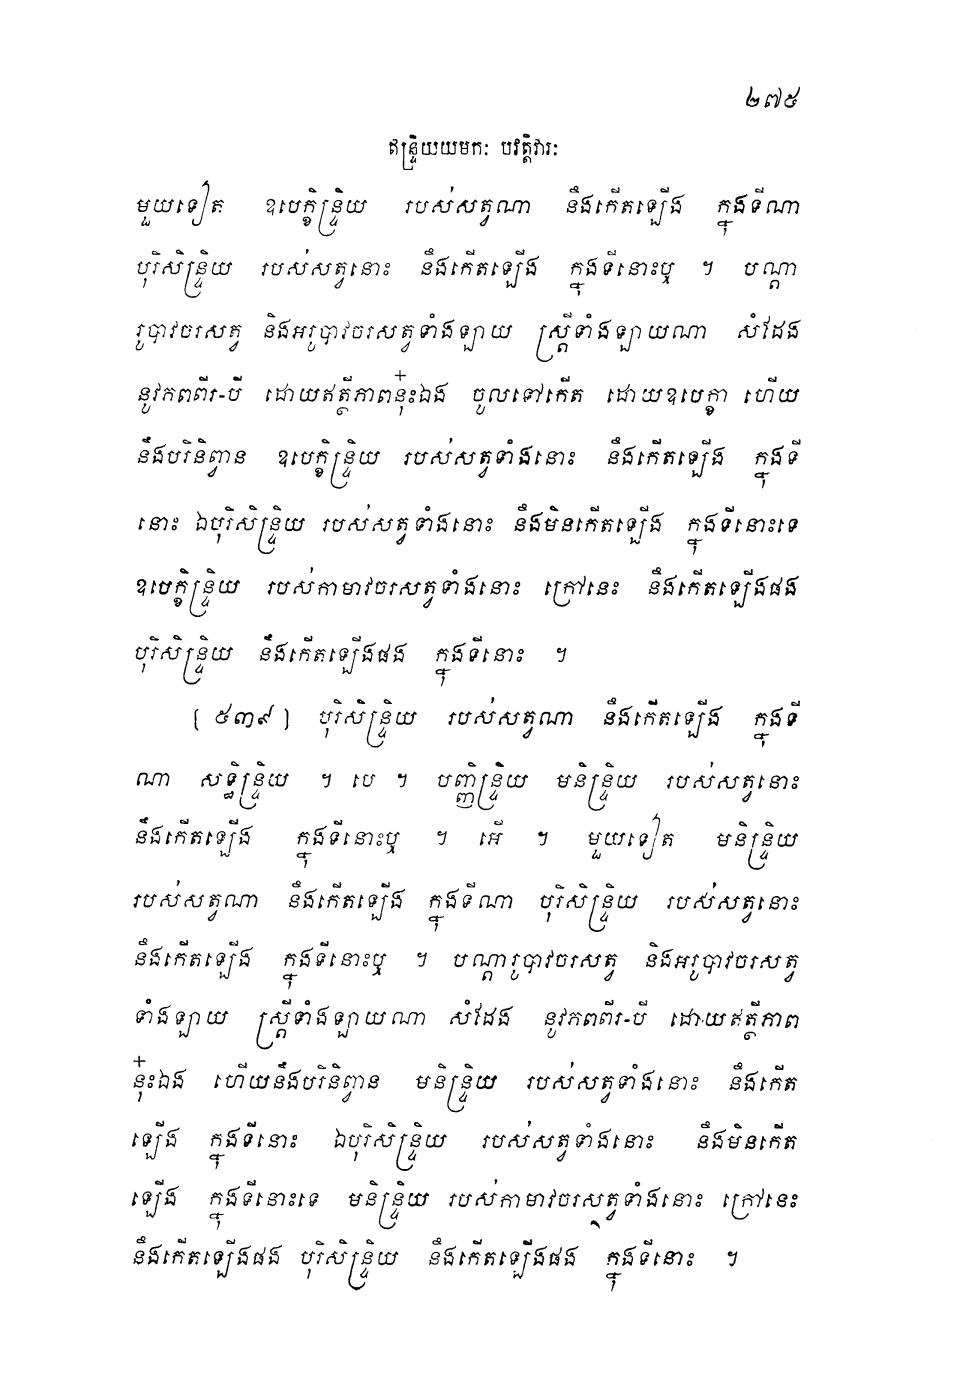 ២៧៥
ឥន្ទ្រិយយមកៈ បវត្តិវារៈ
មួយទៀត ឧបេក្ខិន្ទ្រិយ របស់សត្វណា នឹងកើតឡើង ក្នុងទីណា
បុរិសិន្ទ្រិយ របស់សត្វនោះ នឹងកើតឡើង ក្នុងទីនោះឬ ។ បណ្តា
រូបាវចរសត្វ និងអរូបាវចរសត្វទាំងឡាយ ស្ត្រីទាំងឡាយណា សំដែង
នូវភពពីរ-បី ដោយឥត្ថីភាពនុ៎ះឯង ចូលទៅកើត ដោយឧបេក្ខា ហើយ
នឹងបរិនិព្វាន ឧបេក្ខិន្ទ្រិយ របស់សត្វទាំងនោះ នឹងកើតឡើង ក្នុងទី
នោះ ឯបុរិសិន្ទ្រិយ របស់សត្វទាំងនោះ នឹងមិនកើតឡើង ក្នុងទីនោះទេ
ឧបេក្ខិន្ទ្រិយ របស់កាមាវចរសត្វទាំងនោះ ក្រៅនេះ នឹងកើតឡើងផង
បុរិសិន្ទ្រិយ នឹងកើតឡើងផង ក្នុងទីនោះ ។
[ ៥៣៩ ] បុរិសិន្ទ្រិយ របស់សត្វណា នឹងកើតឡើង ក្នុងទី
ណា សទ្ធិន្ទ្រិយ ។ បេ ។ បញ្ញិន្ទ្រិយ មនិន្ទ្រិយ របស់សត្វនោះ
នឹងកើតឡើង ក្នុងទីនោះឬ ។ អើ ។ មួយទៀត មនិន្ទ្រិយ
របស់សត្វណា នឹងកើតឡើង ក្នុងទីណា បុរិសិន្ទ្រិយ របស់សត្វនោះ
នឹងកើតឡើង ក្នុងទីនោះឬ ។ បណ្តារូបាវចរសត្វ និងអរូបាវចរសត្វ
ទាំងឡាយ ស្ត្រីទាំងឡាយណា សំដែង នូវភពពីរ-បី ដោយឥត្ថីភាព
នុ៎ះឯង ហើយនឹងបរិនិព្វាន មនិន្ទ្រិយ របស់សត្វទាំងនោះ នឹងកើត
ឡើង ក្នុងទីនោះ ឯបុរិសិន្ទ្រិយ របស់សត្វទាំងនោះ នឹងមិនកើត
ឡើង ក្នុងទីនោះទេ មនិន្ទ្រិយ របស់កាមាវចរសត្វទាំងនោះ ក្រៅនេះ
នឹងកើតឡើងផង បុរិសិន្ទ្រិយ នឹងកើតឡើងផង ក្នុងទីនោះ ។